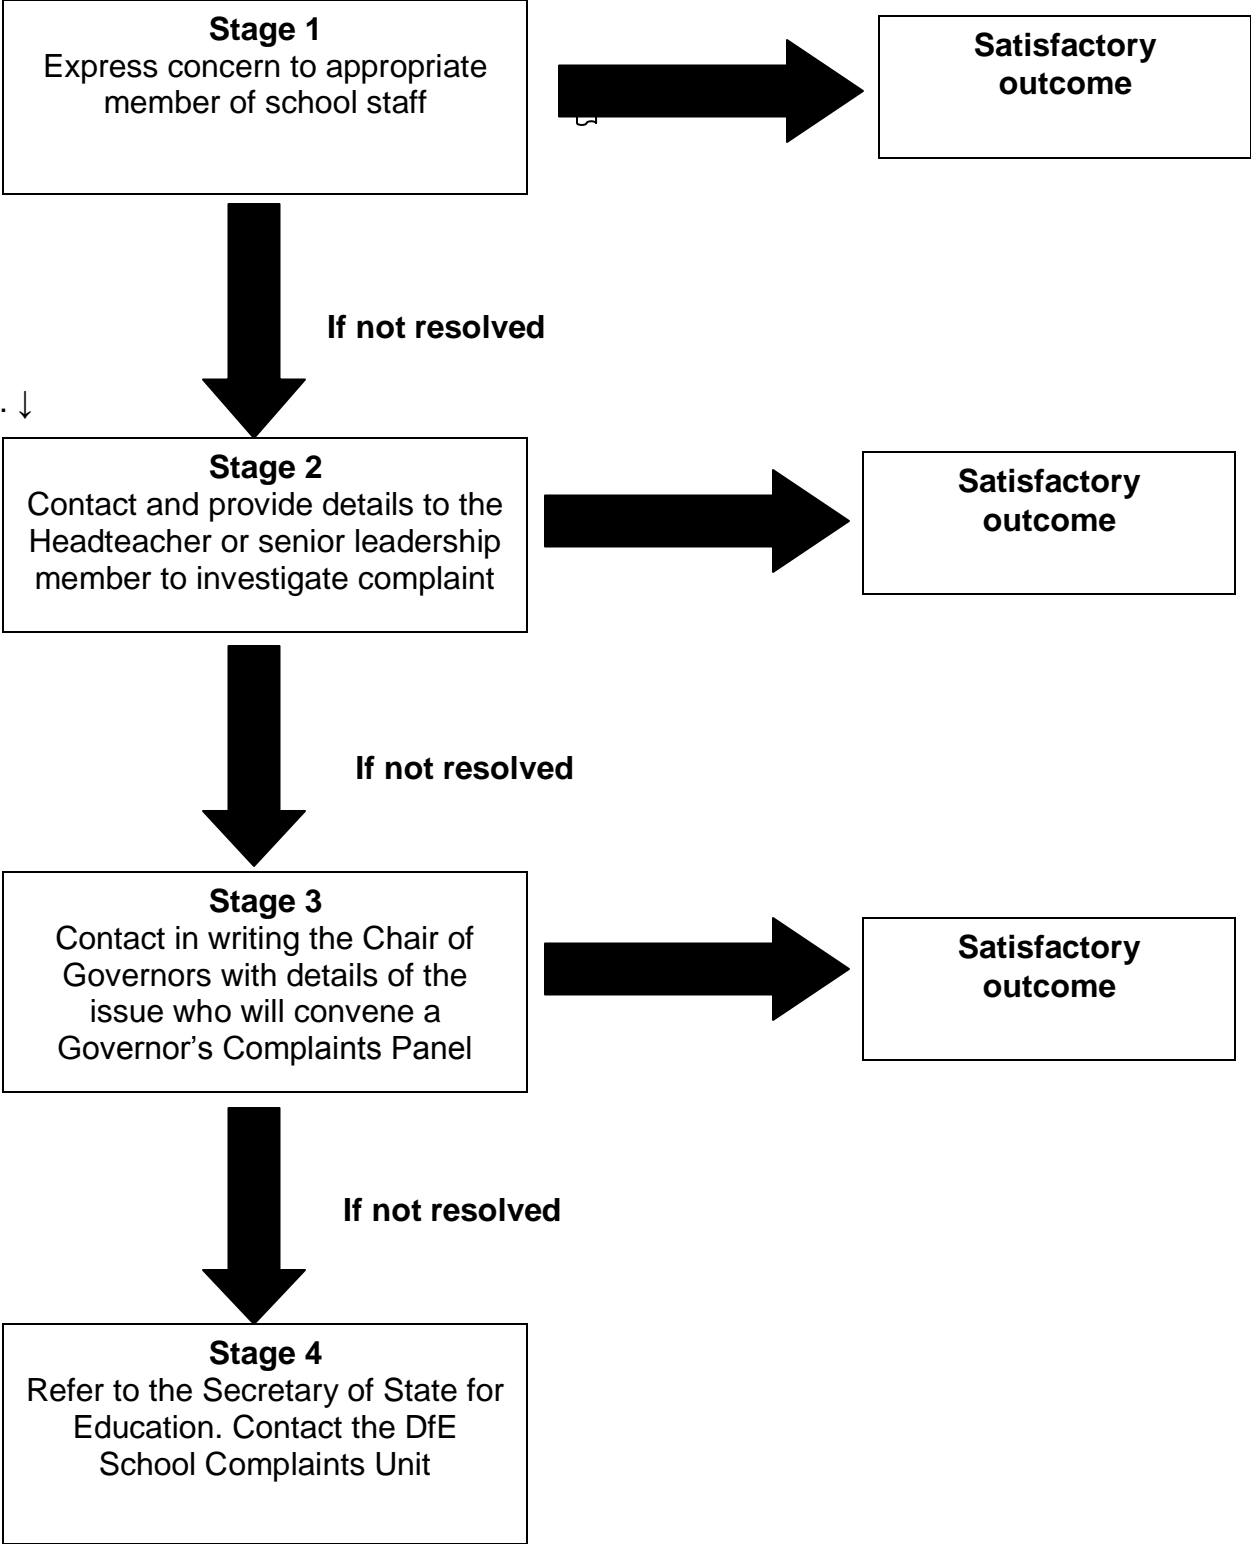 Stage 1
Express concern to appropriate
member of school staff
Satisfactory
outcome
If not resolved
. ↓
Stage 2
Contact and provide details to the
Headteacher or senior leadership
member to investigate complaint
Satisfactory
outcome
If not resolved
Stage 3
Contact in writing the Chair of
Governors with details of the
issue who will convene a
Governor’s Complaints Panel
Satisfactory
outcome
If not resolved
Stage 4
Refer to the Secretary of State for
Education. Contact the DfE
School Complaints Unit